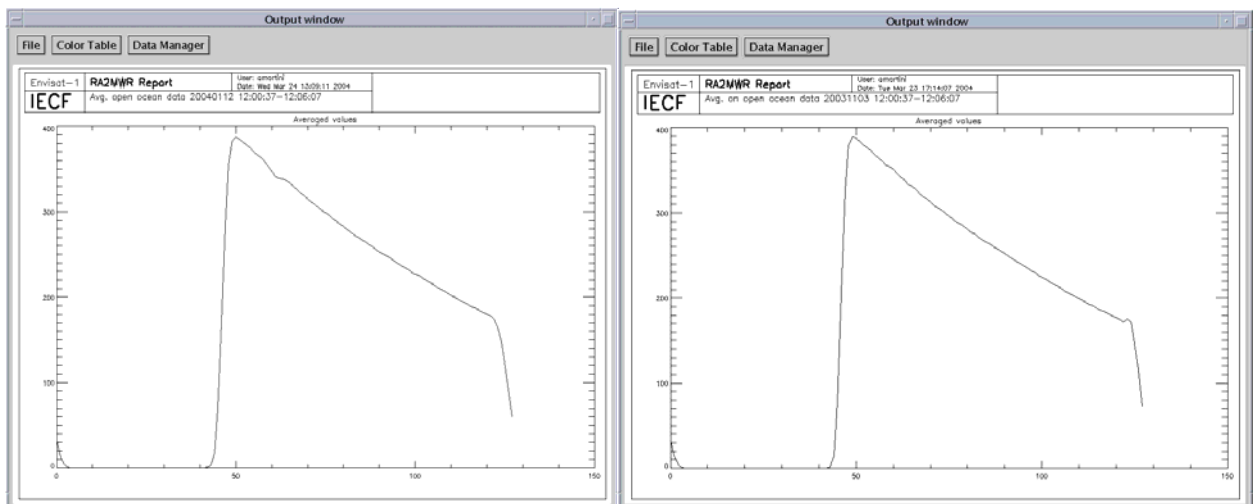 Output window
File Color Table Data Manager
Envisat-1 RA2MWR Report User: amartini
Date: Wed Mar 24 13:09:11 2004
IECF Avg. open ocean data 20040112 12:00:37-12:06:07
Averaged values
400
300
200
100
0
0 50 100 150
Output window
File Color Table Data Manager
Envisat-1 RA2MWR Report User: amartini
Date: Tue Mar 23 17:14:07 2004
IECF Avg. on open ocean data 20031103 12:00:37-12:06:07
Averaged values
400
300
200
100
0
0 50 100 150